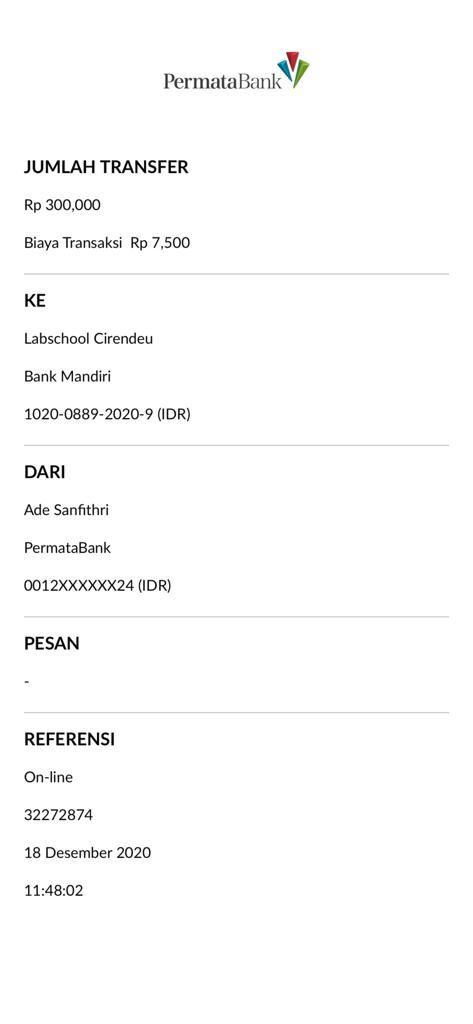 PermataBank
JUMLAH TRANSFER
Rp 300,000
Biaya Transaksi  Rp 7,500
KE
Labschool Cirendeu
Bank Mandiri
1020-0889-2020-9 (IDR)
DARI
Ade Sanfithri
PermataBank
0012XXXXXX24 (IDR)
PESAN
-
REFERENSI
On-line
32272874
18 Desember 2020
11:48:02